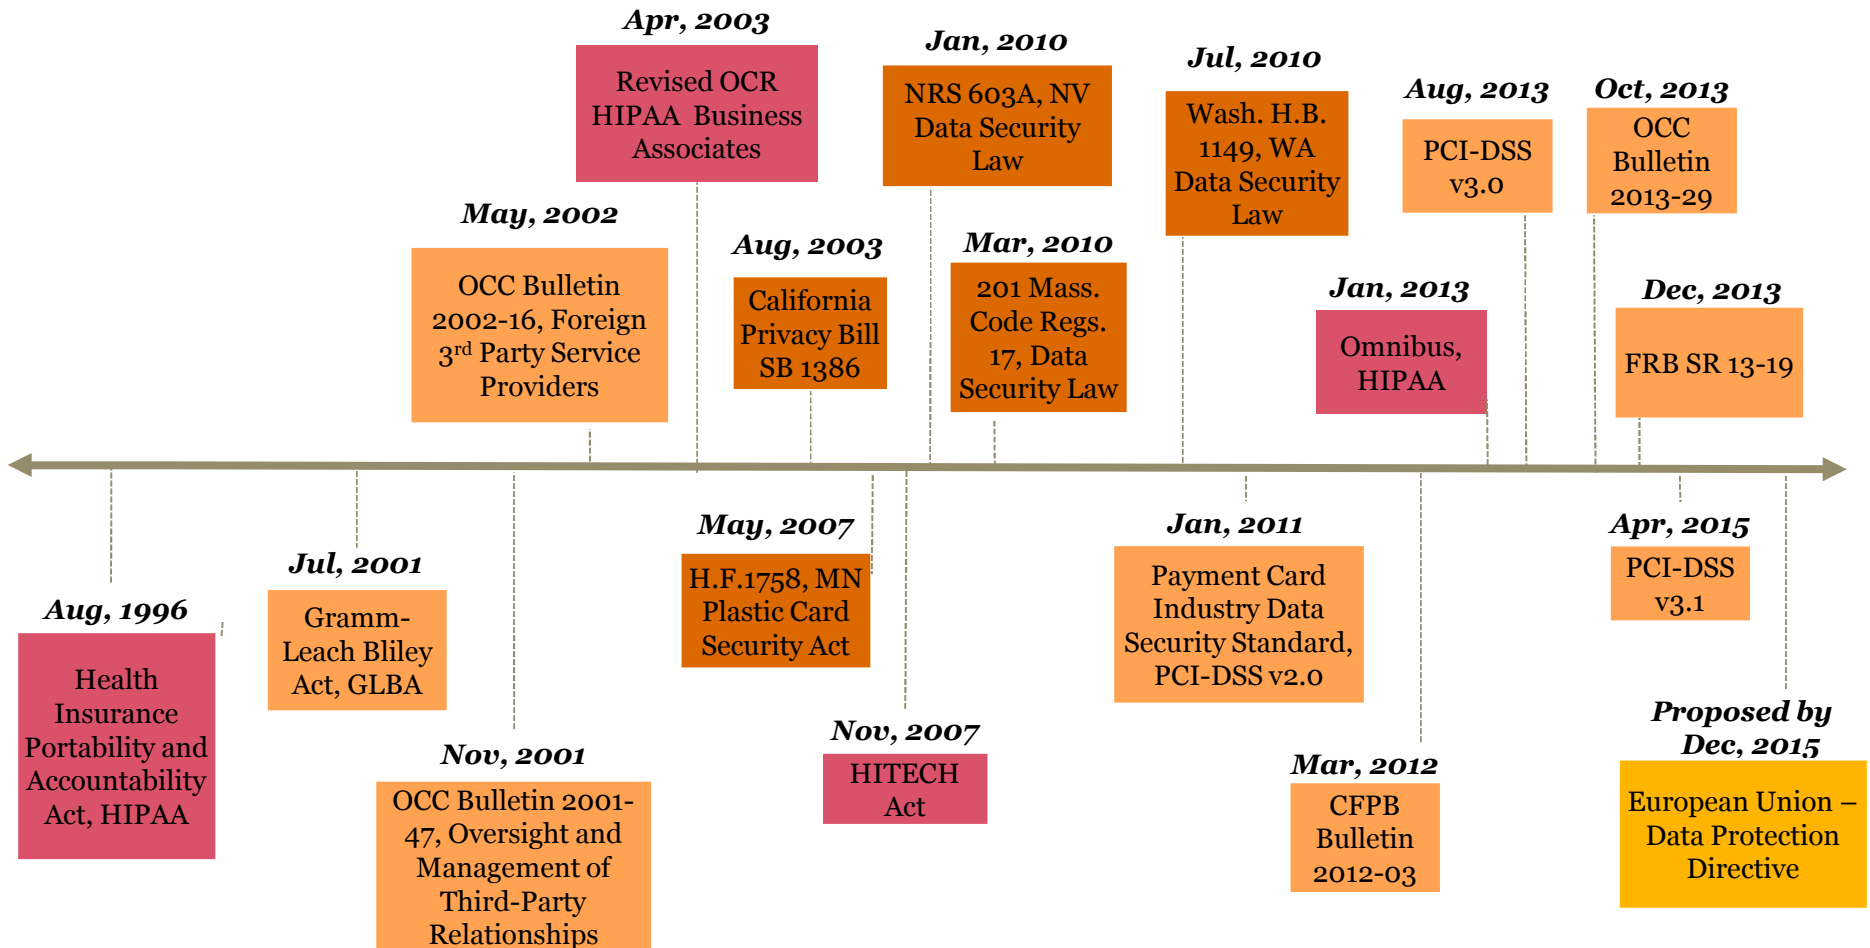 Apr, 2003
Revised OCR
HIPAA Business
Associates
Jan, 2010
NRS 603A, NV
Data Security
Law
Jul, 2010
Wash. H.B.
1149, WA
Data Security
Law
Aug, 2013
PCI-DSS
v3.0
Oct, 2013
OCC
Bulletin
2013-29
May, 2002
OCC Bulletin
2002-16, Foreign
3rd Party Service
Providers
Aug, 2003
California
Privacy Bill
SB 1386
Mar, 2010
201 Mass.
Code Regs.
17, Data
Security Law
Jan, 2013
Omnibus,
HIPAA
Dec, 2013
FRB SR 13-19
Aug, 1996
Health
Insurance
Portability and
Accountability
Act, HIPAA
Jul, 2001
Gramm-
Leach Bliley
Act, GLBA
Nov, 2001
OCC Bulletin 2001-
47, Oversight and
Management of
Third-Party
Relationships
May, 2007
H.F.1758, MN
Plastic Card
Security Act
Nov, 2007
HITECH
Act
Jan, 2011
Payment Card
Industry Data
Security Standard,
PCI-DSS v2.0
Mar, 2012
CFPB
Bulletin
2012-03
Apr, 2015
PCI-DSS
v3.1
Proposed by
Dec, 2015
European Union –
Data Protection
Directive